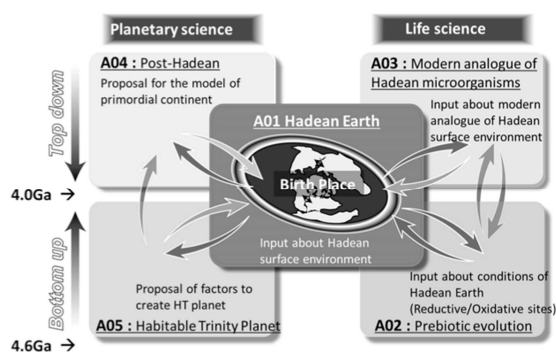 Planetary science
Life science
A04 : Post-Hadean
Proposal for the model of
primordial continent
A03 : Modern analogue of
Hadean microorganisms
Input about modern
analogue of Hadean
surface environment
A01 Hadean Earth
Birth Place
Input about Hadean
surface environment
Top down
4.0Ga →
Bottom up
4.6Ga →
Proposal of factors to
create HT planet
A05 : Habitable Trinity Planet
Input about conditions of
Hadean Earth
(Reductive/Oxidative sites)
A02 : Prebiotic evolution